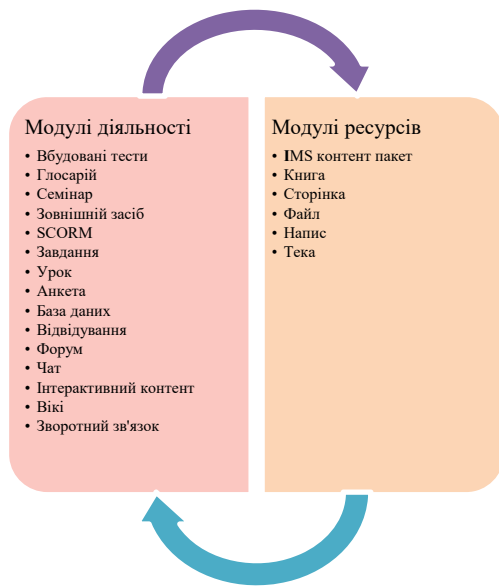 Модулі діяльності
• Вбудовані тести
• Глосарій
• Семінар
• Зовнішній засіб
• SCORM
• Завдання
• Урок
• Анкета
• База даних
• Відвідування
• Форум
• Чат
• Інтерактивний контент
• Вікі
• Зворотний зв'язок
Модулі ресурсів
• IMS контент пакет
• Книга
• Сторінка
• Файл
• Напис
• Тека